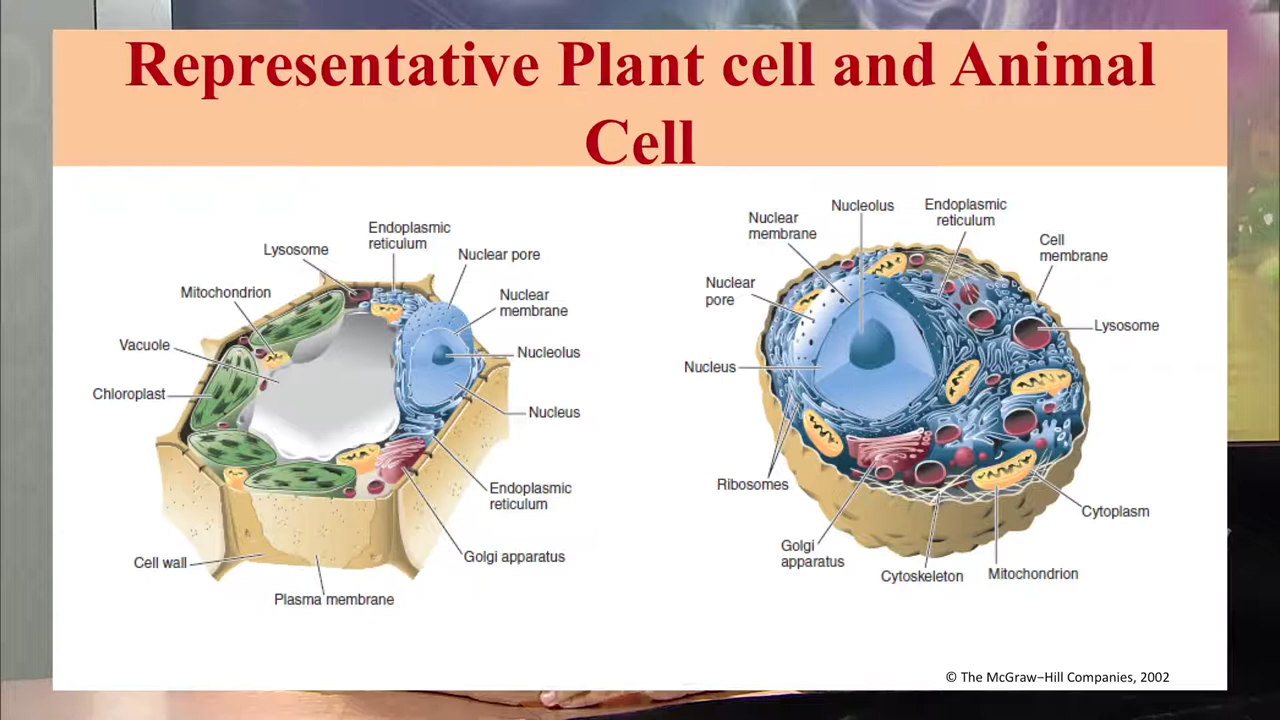 Representative Plant cell and Animal
Cell
Endoplasmic
reticulum
Lysosome
Nuclear pore
Mitochondrion
Nuclear
membrane
Vacuole
Nucleolus
Chloroplast
Nucleus
Endoplasmic
reticulum
Cell wall
Golgi apparatus
Plasma membrane
Nucleolus
Endoplasmic
reticulum
Nuclear
membrane
Cell
membrane
Nuclear
pore
Lysosome
Nucleus
Ribosomes
Cytoplasm
Golgi
apparatus
Cytoskeleton
Mitochondrion
© The McGraw–Hill Companies, 2002